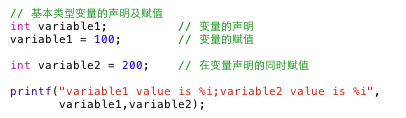 // 基本类型变量的声明及赋值
int variable1;          // 变量的声明
variable1 = 100;        // 变量的赋值
int variable2 = 200;    // 在变量声明的同时赋值
printf("variable1 value is %i;variable2 value is %i",
       variable1,variable2);